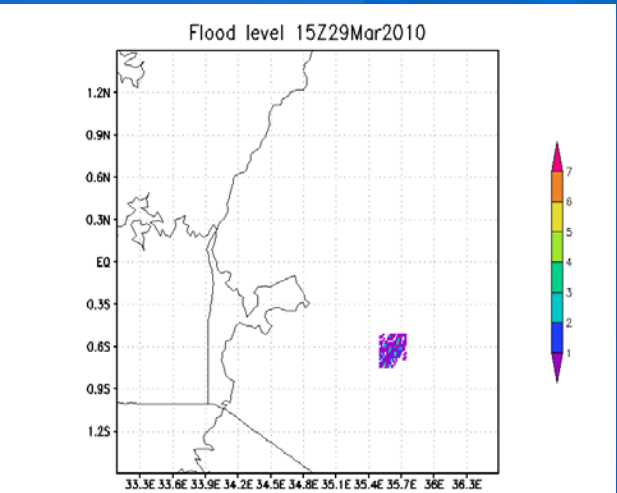 Flood level 15Z29Mar2010
1.2N
0.9N
0.6N
0.3N
EQ
0.3S
0.6S
0.9S
1.2S
33.3E 33.6E 33.9E 34.2E 34.5E 34.8E 35.1E 35.4E 35.7E 36E 36.3E
7
6
5
4
3
2
1